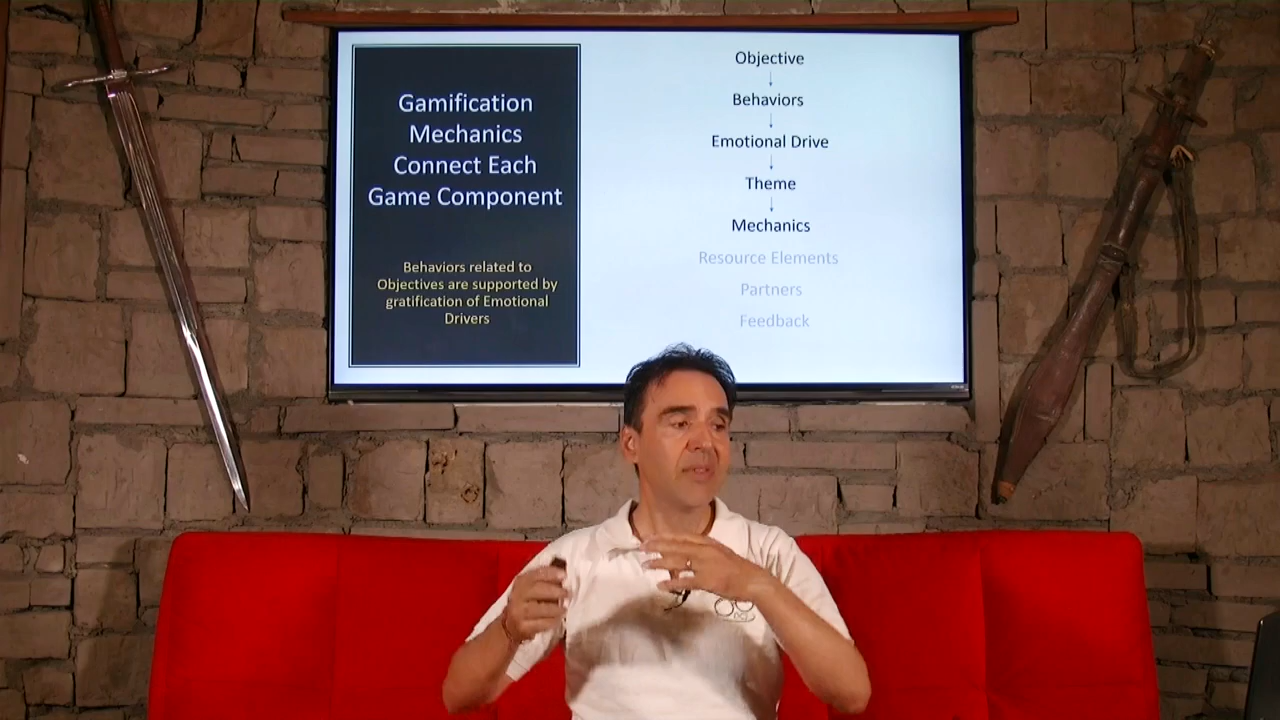 Gamification
Mechanics
Connect Each
Game Component
Behaviors related to
Objectives are supported by
gratification of Emotional
Drivers
Objective
Behaviors
Emotional Drive
Theme
Mechanics
Resource Elements
Partners
Feedback